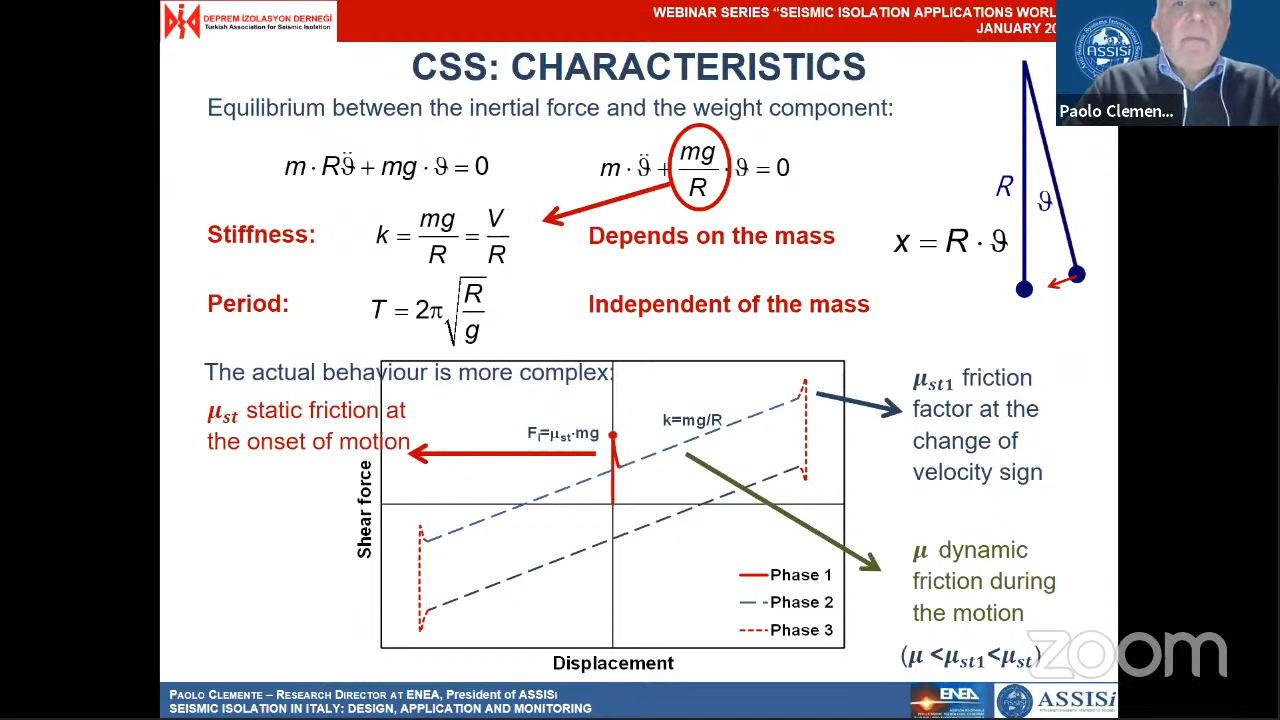 DEPREM İZOLASYON DERNEĞİ
Turkish Association for Seismic Isolation
WEBINAR SERIES “SEISMIC ISOLATION APPLICATIONS WORL
JANUARY 20
ASSISi
Paolo Clemen...
CSS: CHARACTERISTICS
Equilibrium between the inertial force and the weight component:
m · Rϑ̈ + mg · ϑ = 0
m · ϑ̈ + mg/R · ϑ = 0
R
ϑ
Stiffness:
k = mg/R = V/R
Depends on the mass
x = R · ϑ
Period:
T = 2π√(R/g)
Independent of the mass
The actual behaviour is more complex:
μst static friction at
the onset of motion
Fi=μst·mg
k=mg/R
μst1 friction
factor at the
change of
velocity sign
Shear force
μ dynamic
friction during
the motion
(μ <μst1<μst)
Phase 1
Phase 2
Phase 3
Displacement
zoom
PAOLO CLEMENTE – RESEARCH DIRECTOR AT ENEA, President of ASSISi
SEISMIC ISOLATION IN ITALY: DESIGN, APPLICATION AND MONITORING
ENEA
ASSISi